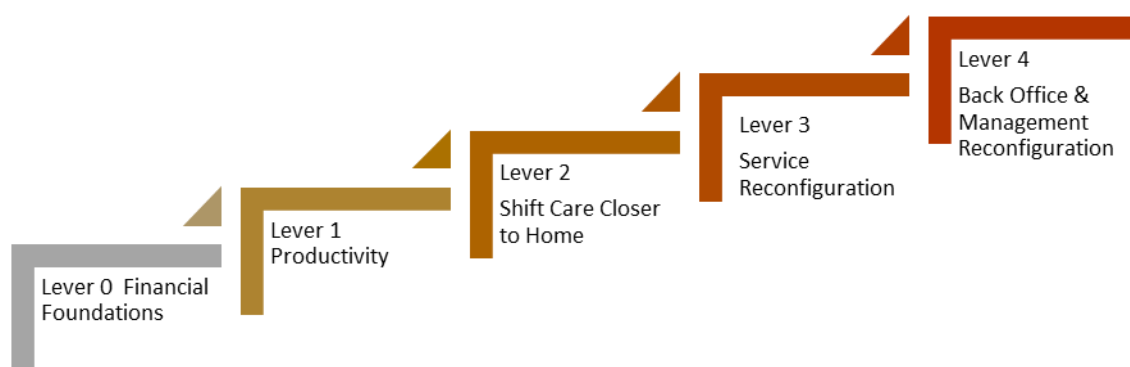 Lever 0  Financial
Foundations
Lever 1
Productivity
Lever 2
Shift Care Closer
to Home
Lever 3
Service
Reconfiguration
Lever 4
Back Office &
Management
Reconfiguration